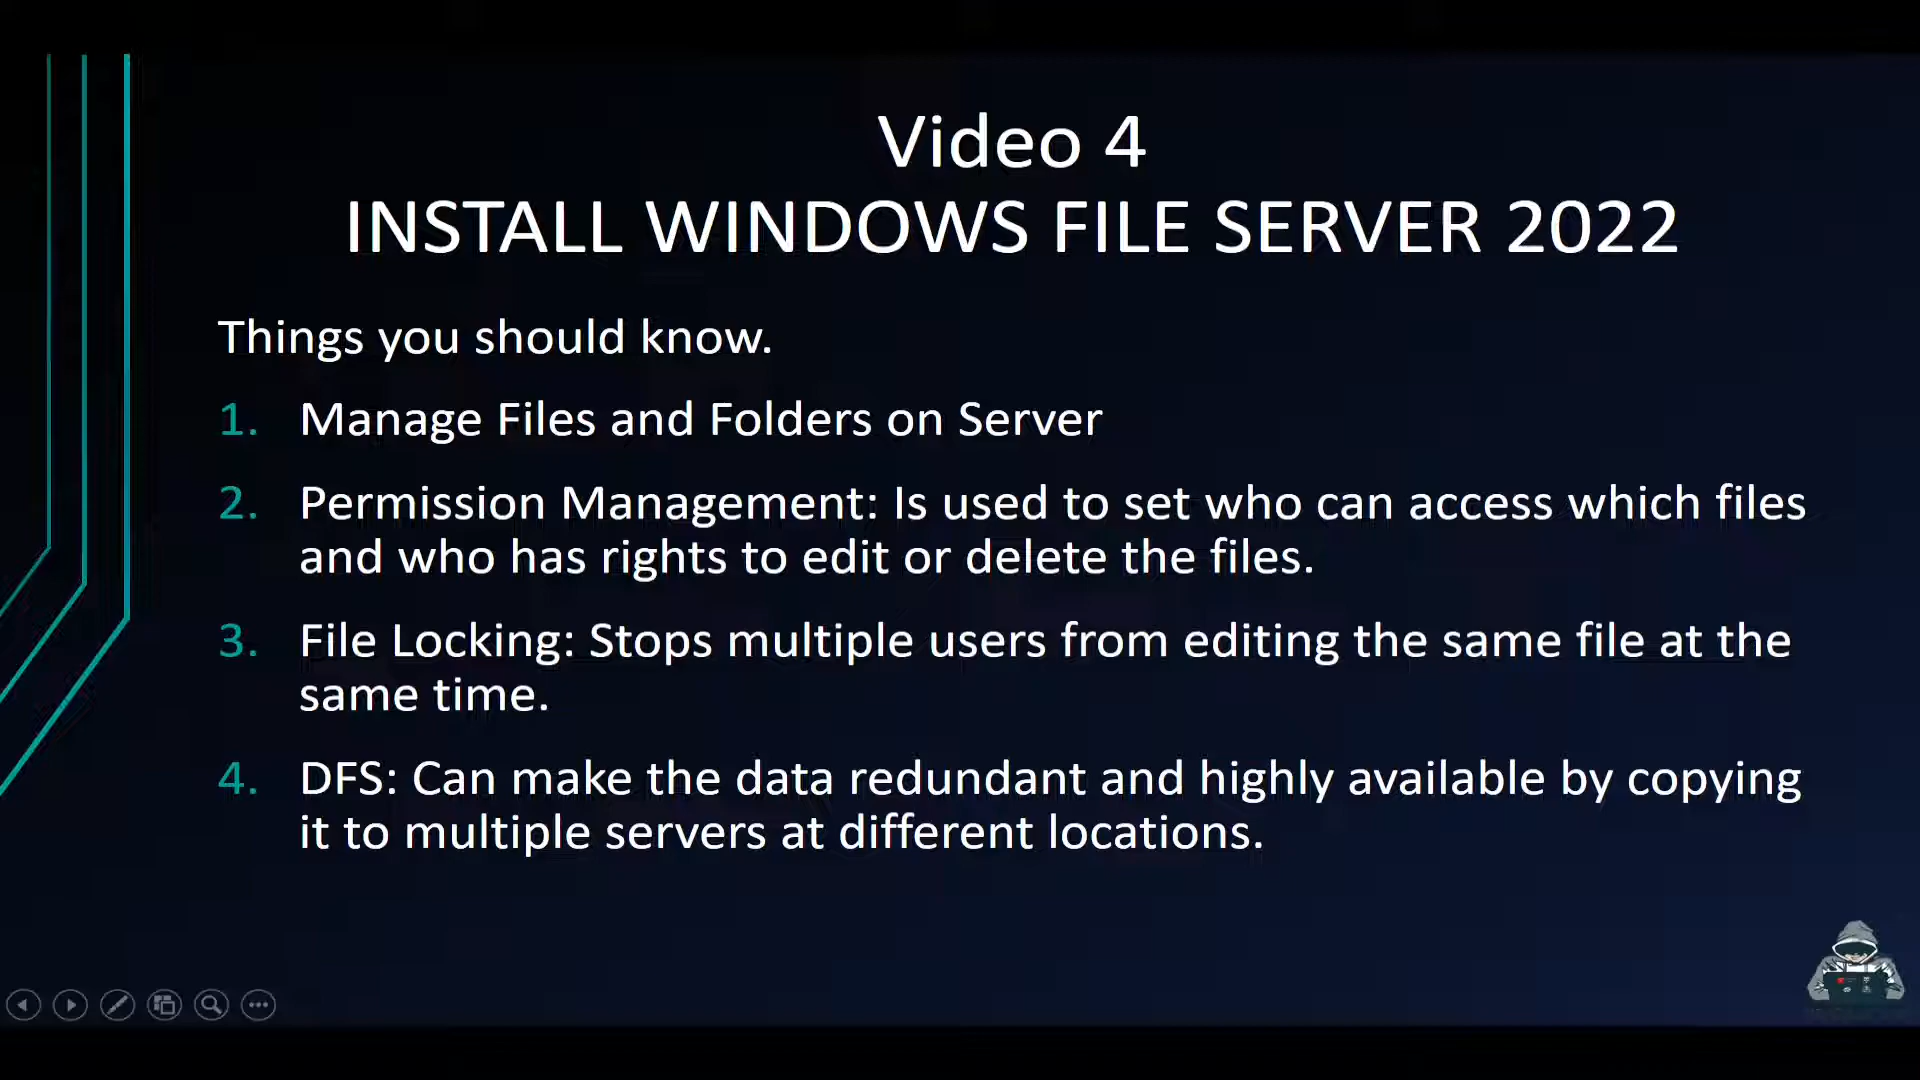 Video 4
INSTALL WINDOWS FILE SERVER 2022
Things you should know.
1. Manage Files and Folders on Server
2. Permission Management: Is used to set who can access which files
and who has rights to edit or delete the files.
3. File Locking: Stops multiple users from editing the same file at the
same time.
4. DFS: Can make the data redundant and highly available by copying
it to multiple servers at different locations.